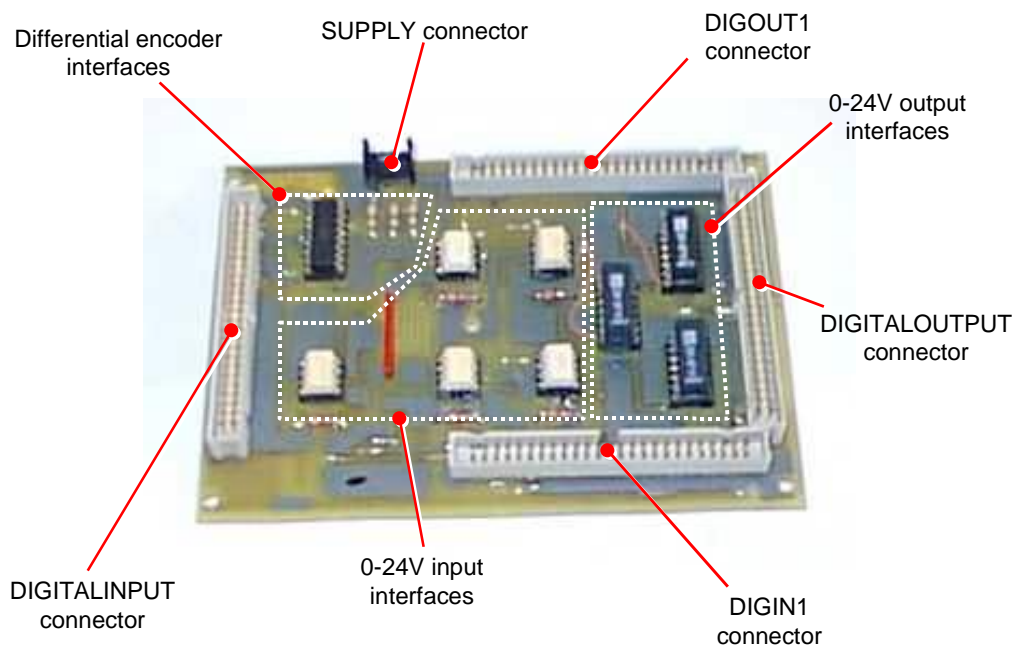 Differential encoder
interfaces
SUPPLY connector
DIGOUT1
connector
0-24V output
interfaces
DIGITALOUTPUT
connector
DIGITALINPUT
connector
0-24V input
interfaces
DIGIN1
connector